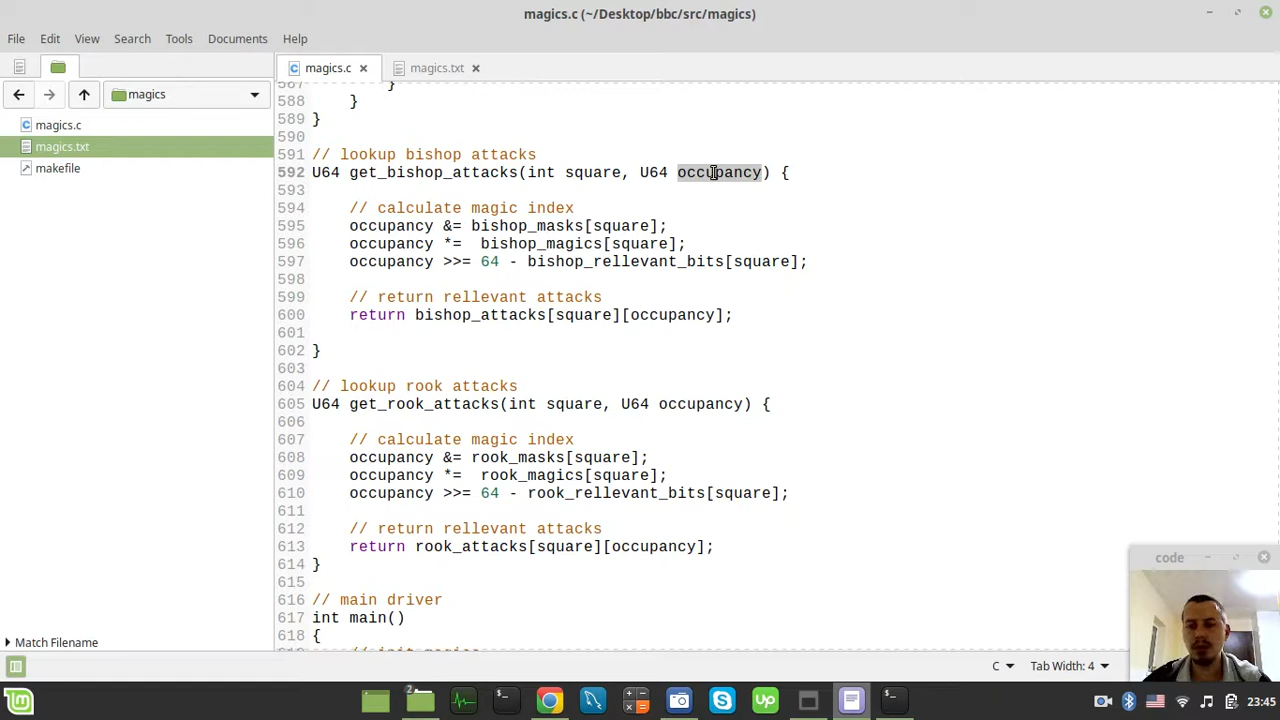 magics.c (~/Desktop/bbc/src/magics)
File Edit View Search Tools Documents Help
magics.c magics.txt
magics
magics.c
magics.txt
makefile
587 }
588 }
589 }
590
591 // lookup bishop attacks
592 U64 get_bishop_attacks(int square, U64 occupancy) {
593
594 // calculate magic index
595 occupancy &= bishop_masks[square];
596 occupancy *=  bishop_magics[square];
597 occupancy >>= 64 - bishop_rellevant_bits[square];
598
599 // return rellevant attacks
600 return bishop_attacks[square][occupancy];
601
602 }
603
604 // lookup rook attacks
605 U64 get_rook_attacks(int square, U64 occupancy) {
606
607 // calculate magic index
608 occupancy &= rook_masks[square];
609 occupancy *=  rook_magics[square];
610 occupancy >>= 64 - rook_rellevant_bits[square];
611
612 // return rellevant attacks
613 return rook_attacks[square][occupancy];
614 }
615
616 // main driver
617 int main()
618 {
// init magics
code
Match Filename
C Tab Width: 4
2
Up
23:45